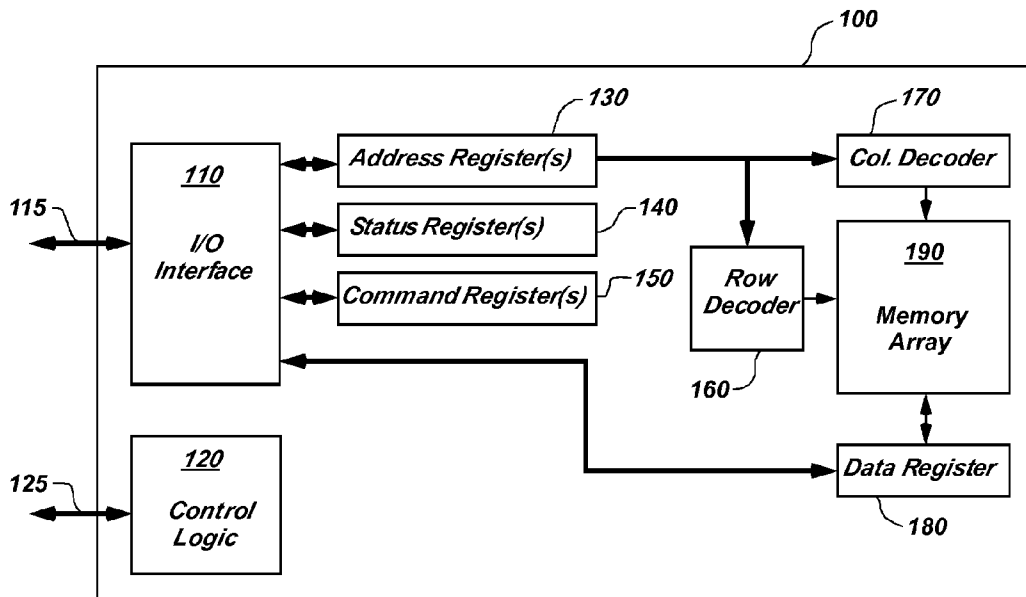 100
130
170
110
I/O
Interface
Address Register(s)
Col. Decoder
115
Status Register(s)
140
190
Memory
Array
Command Register(s)
150
Row
Decoder
160
120
Control
Logic
125
Data Register
180